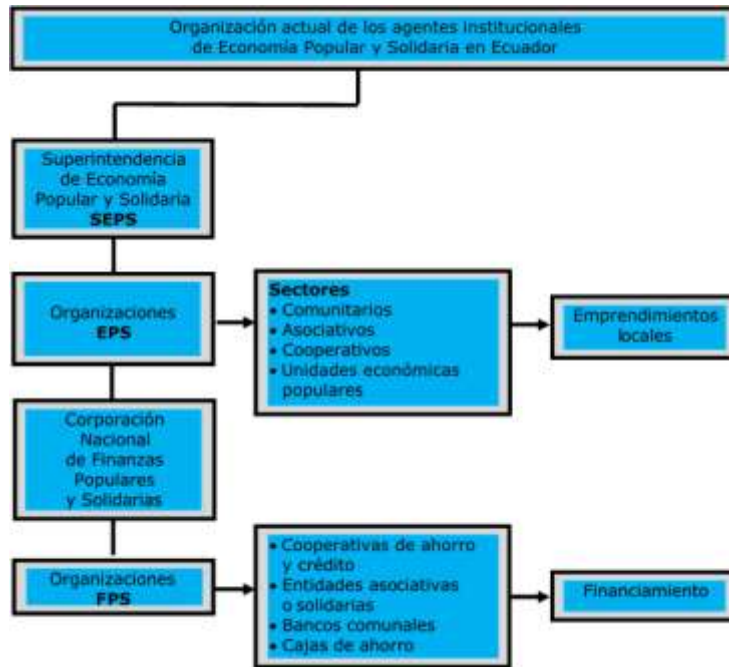 Organización actual de los agentes institucionales
de Economía Popular y Solidaria en Ecuador
Superintendencia
de Economía
Popular y Solidaria
SEPS
Organizaciones
EPS
Sectores
• Comunitarios
• Asociativos
• Cooperativos
• Unidades económicas
populares
Emprendimientos
locales
Corporación
Nacional
de Finanzas
Populares
y Solidarias
Organizaciones
FPS
• Cooperativas de ahorro
y crédito
• Entidades asociativas
o solidarias
• Bancos comunales
• Cajas de ahorro
Financiamiento